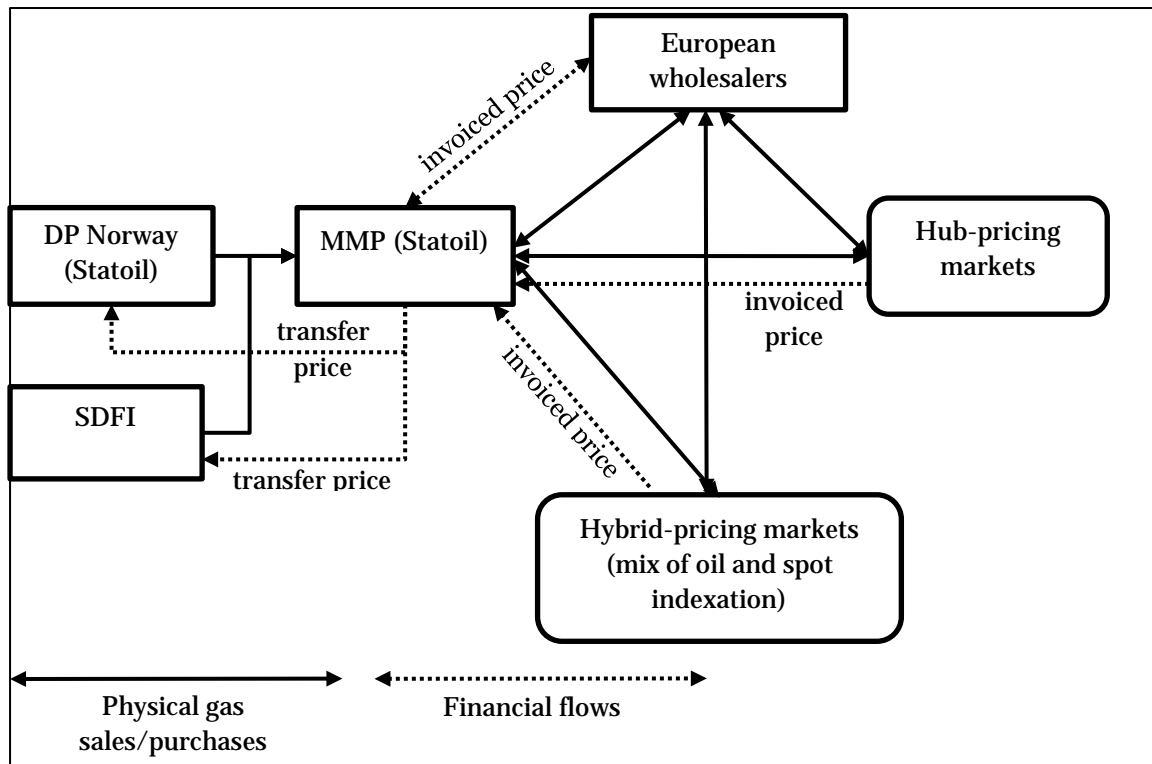 European
wholesalers
invoiced price
DP Norway
(Statoil)
MMP (Statoil)
Hub-pricing
markets
invoiced
price
transfer
price
invoiced price
SDFI
transfer price
Hybrid-pricing markets
(mix of oil and spot
indexation)
Physical gas
sales/purchases
Financial flows